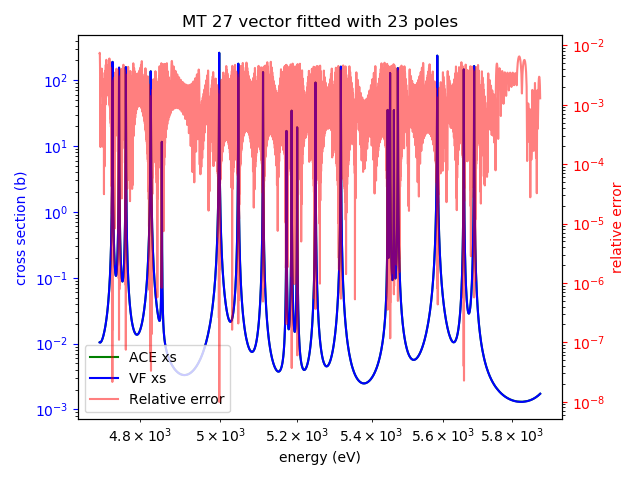 MT 27 vector fitted with 23 poles
10² 10¹ 10⁰ 10⁻¹ 10⁻² 10⁻³
cross section (b)
10⁻² 10⁻³ 10⁻⁴ 10⁻⁵ 10⁻⁶ 10⁻⁷ 10⁻⁸
relative error
ACE xs
VF xs
Relative error
4.8 × 10³ 5 × 10³ 5.2 × 10³ 5.4 × 10³ 5.6 × 10³ 5.8 × 10³
energy (eV)